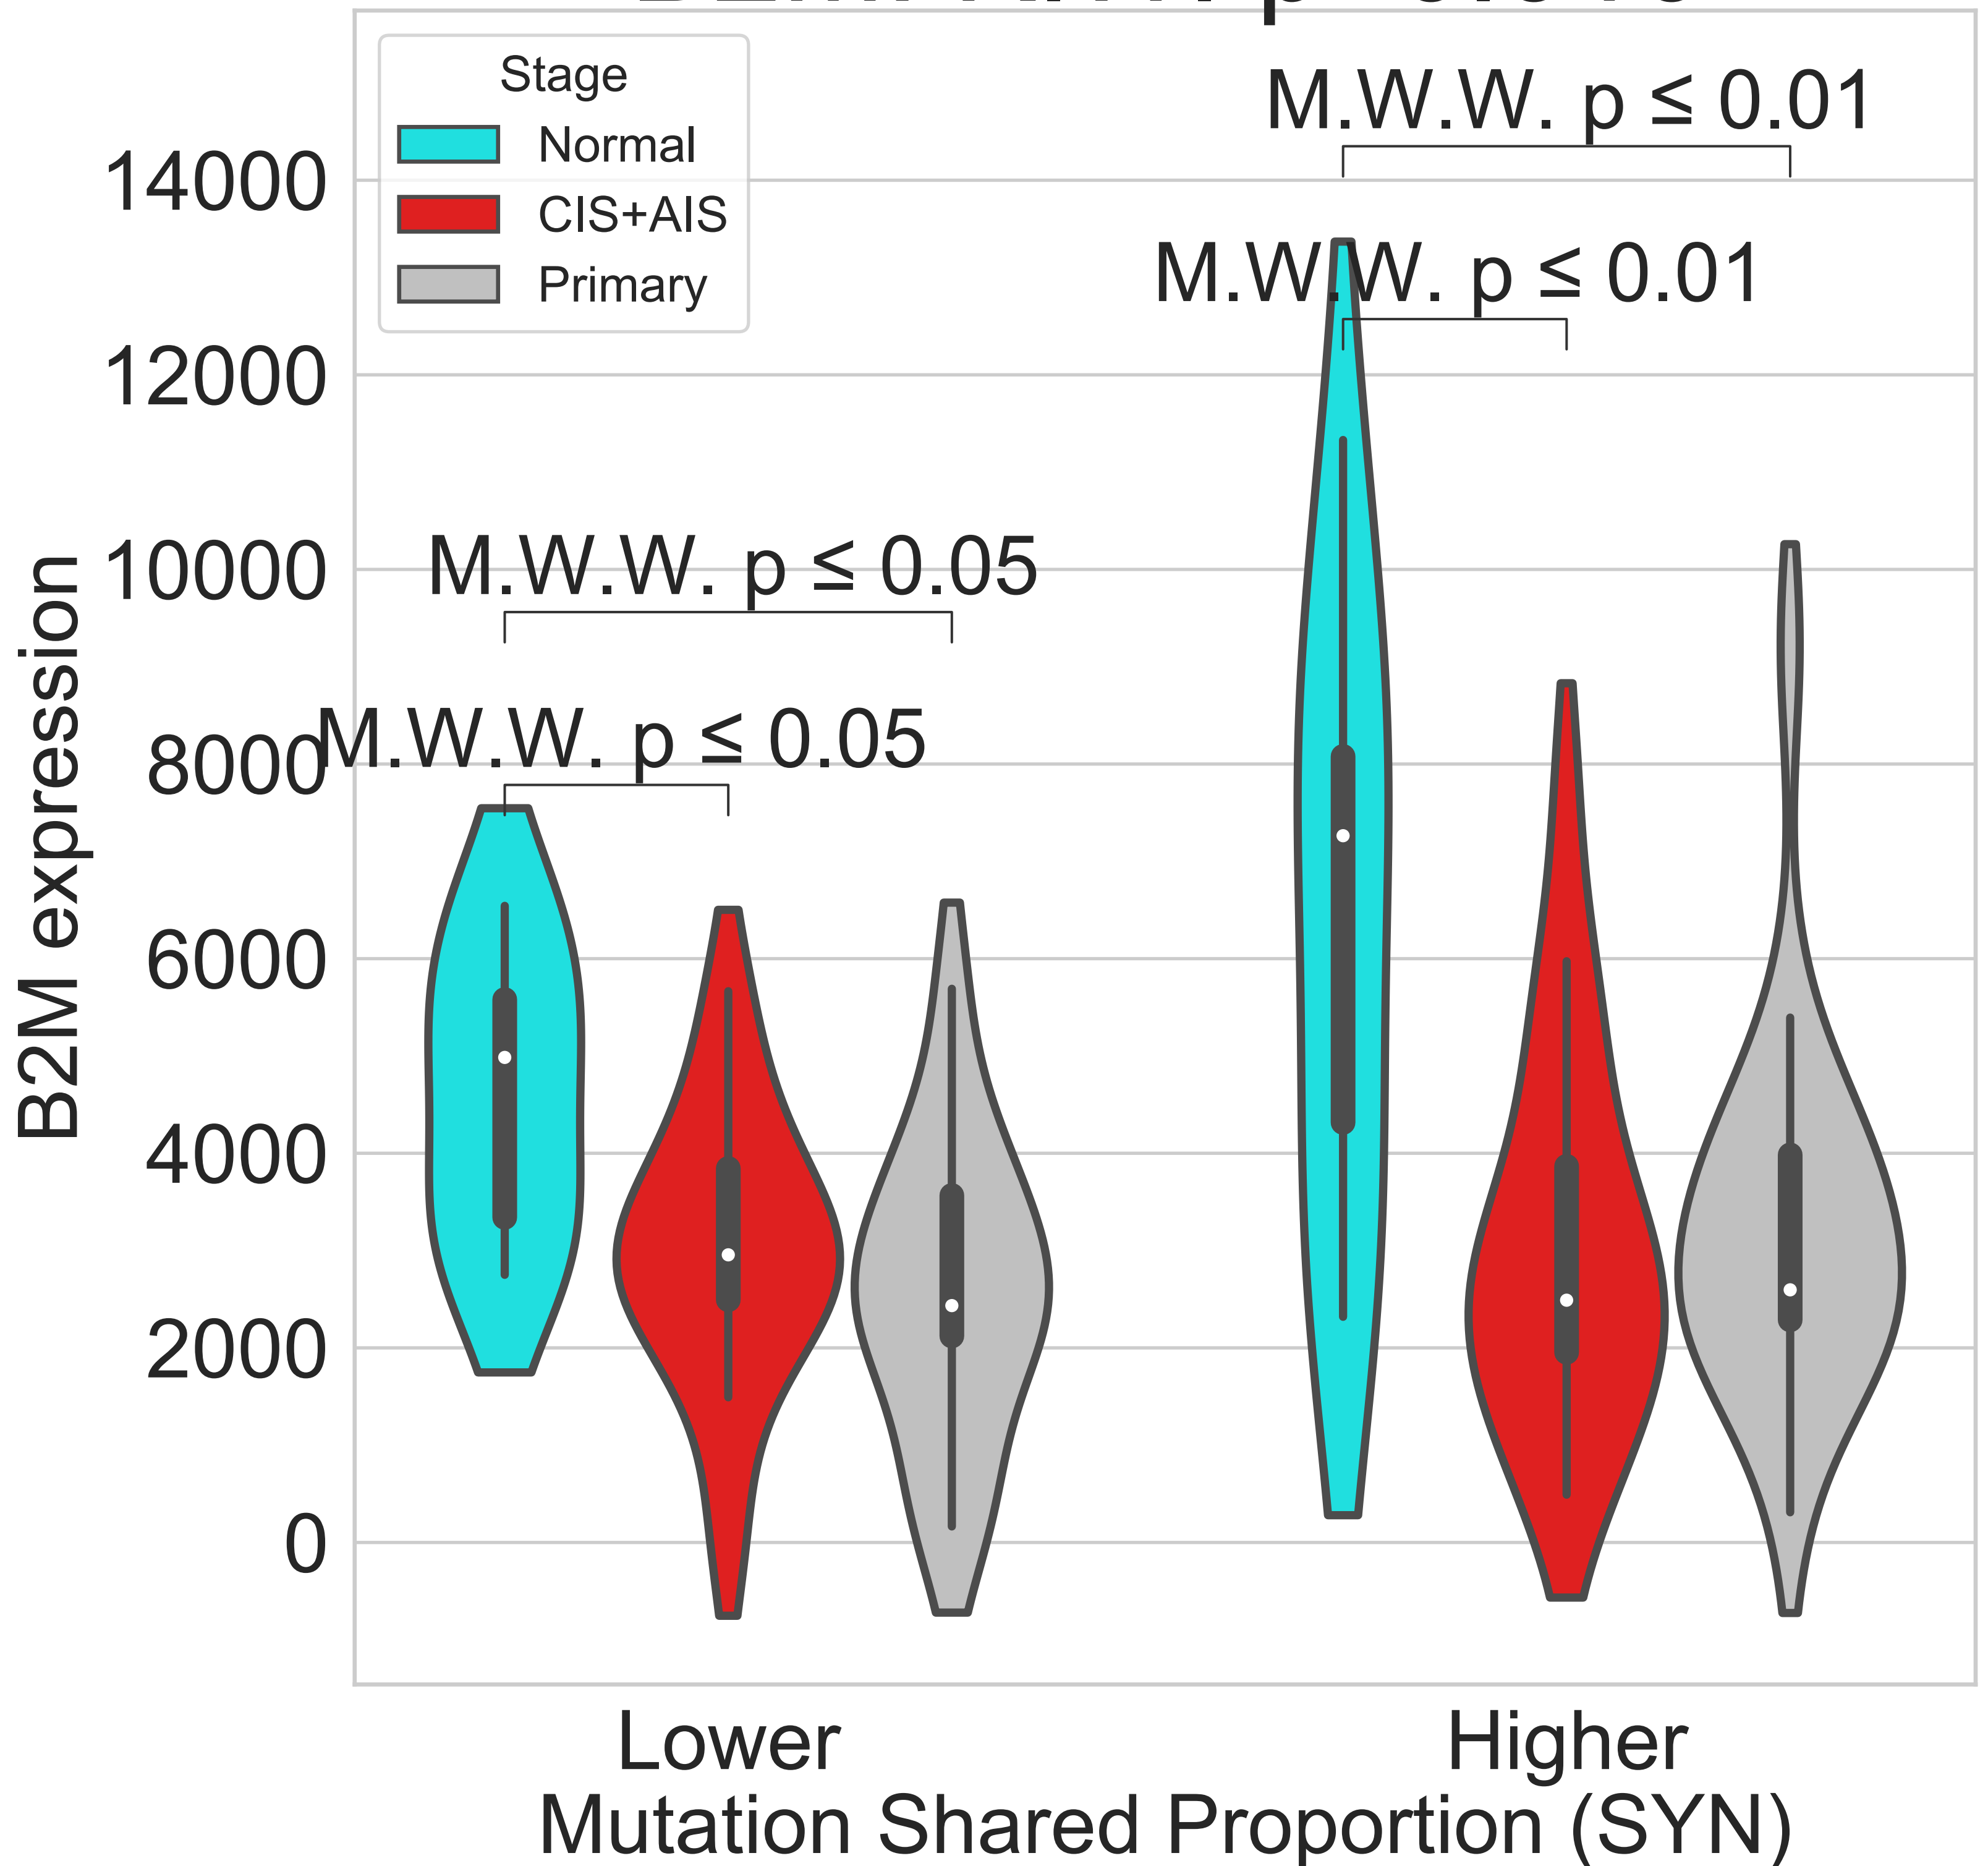 Stage
Normal
CIS+AIS
Primary
M.W.W. p ≤ 0.01
M.W.W. p ≤ 0.01
M.W.W. p ≤ 0.05
M.W.W. p ≤ 0.05
14000
12000
10000
8000
6000
4000
2000
0
B2M expression
Lower
Higher
Mutation Shared Proportion (SYN)